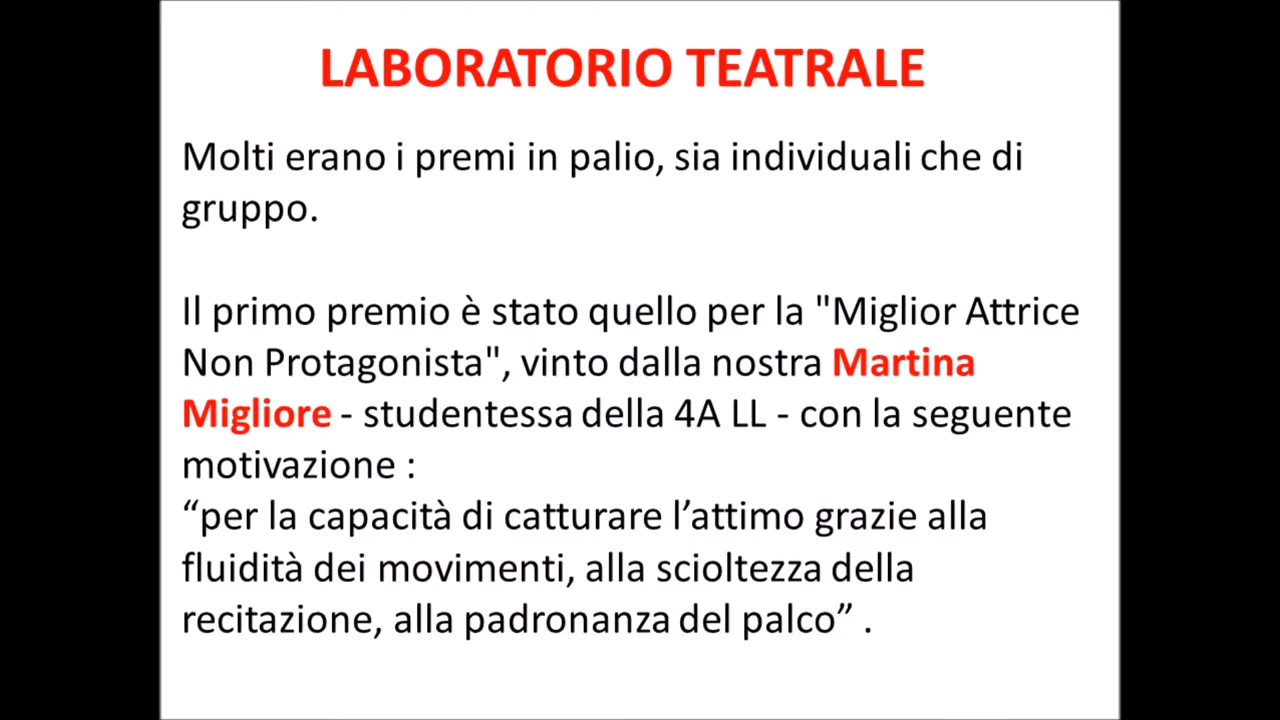 LABORATORIO TEATRALE
Molti erano i premi in palio, sia individuali che di
gruppo.
Il primo premio è stato quello per la "Miglior Attrice
Non Protagonista", vinto dalla nostra Martina
Migliore - studentessa della 4A LL - con la seguente
motivazione :
“per la capacità di catturare l’attimo grazie alla
fluidità dei movimenti, alla scioltezza della
recitazione, alla padronanza del palco” .